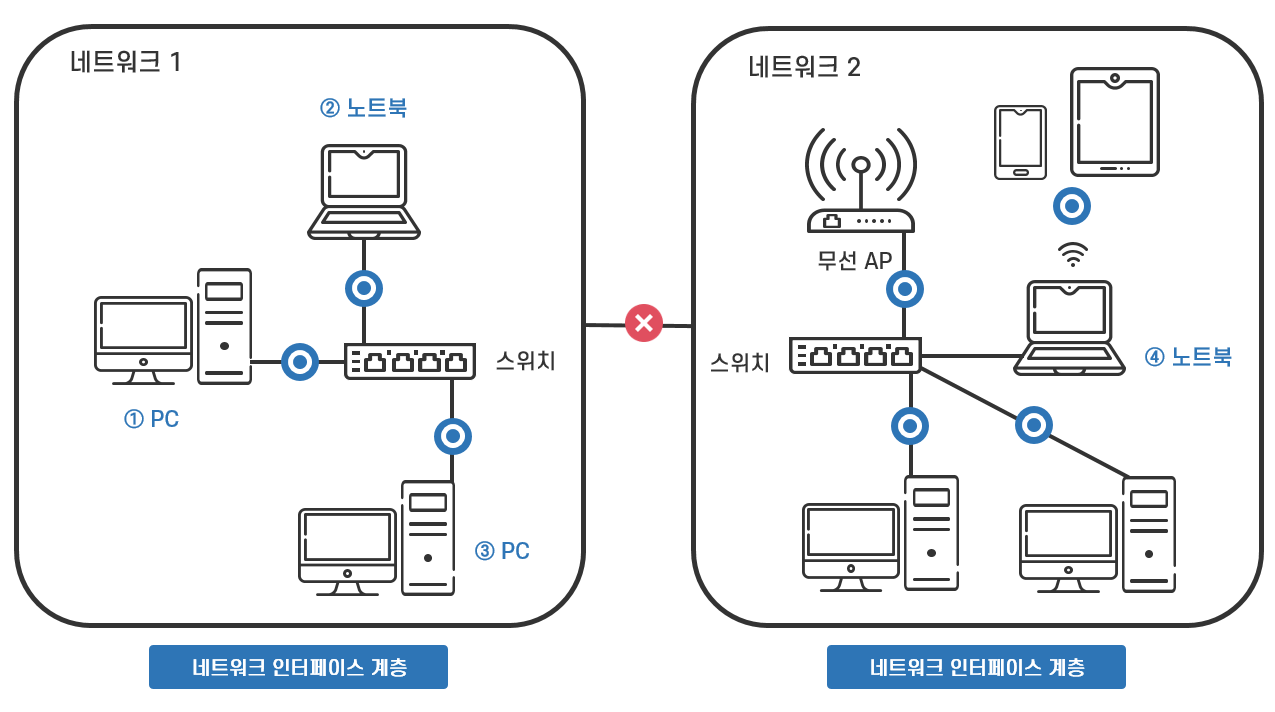 네트워크 1
② 노트북
스위치
① PC
③ PC
네트워크 인터페이스 계층
네트워크 2
무선 AP
스위치
④ 노트북
네트워크 인터페이스 계층